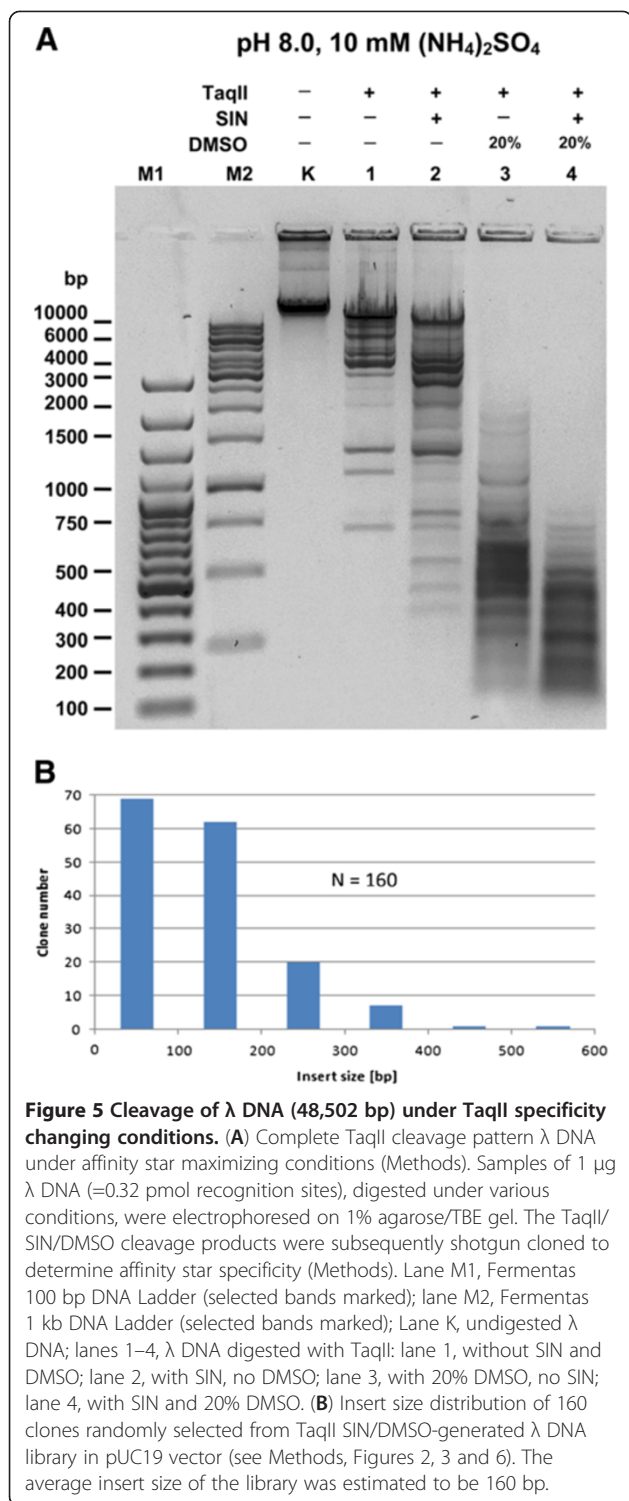 A
pH 8.0, 10 mM (NH₄)₂SO₄
TaqII – + + + +
SIN – – + – +
DMSO – – – 20% 20%
M1 M2 K 1 2 3 4
bp
10000
6000
4000
3000
2000
1500
1000
750
500
400
300
200
100
B
70
60
50
40
30
20
10
0
Clone number
N = 160
0 100 200 300 400 500 600
Insert size [bp]
Figure 5 Cleavage of λ DNA (48,502 bp) under TaqII specificity
changing conditions. (A) Complete TaqII cleavage pattern λ DNA
under affinity star maximizing conditions (Methods). Samples of 1 μg
λ DNA (=0.32 pmol recognition sites), digested under various
conditions, were electrophoresed on 1% agarose/TBE gel. The TaqII/
SIN/DMSO cleavage products were subsequently shotgun cloned to
determine affinity star specificity (Methods). Lane M1, Fermentas
100 bp DNA Ladder (selected bands marked); lane M2, Fermentas
1 kb DNA Ladder (selected bands marked); Lane K, undigested λ
DNA; lanes 1–4, λ DNA digested with TaqII: lane 1, without SIN and
DMSO; lane 2, with SIN, no DMSO; lane 3, with 20% DMSO, no SIN;
lane 4, with SIN and 20% DMSO. (B) Insert size distribution of 160
clones randomly selected from TaqII SIN/DMSO-generated λ DNA
library in pUC19 vector (see Methods, Figures 2, 3 and 6). The
average insert size of the library was estimated to be 160 bp.